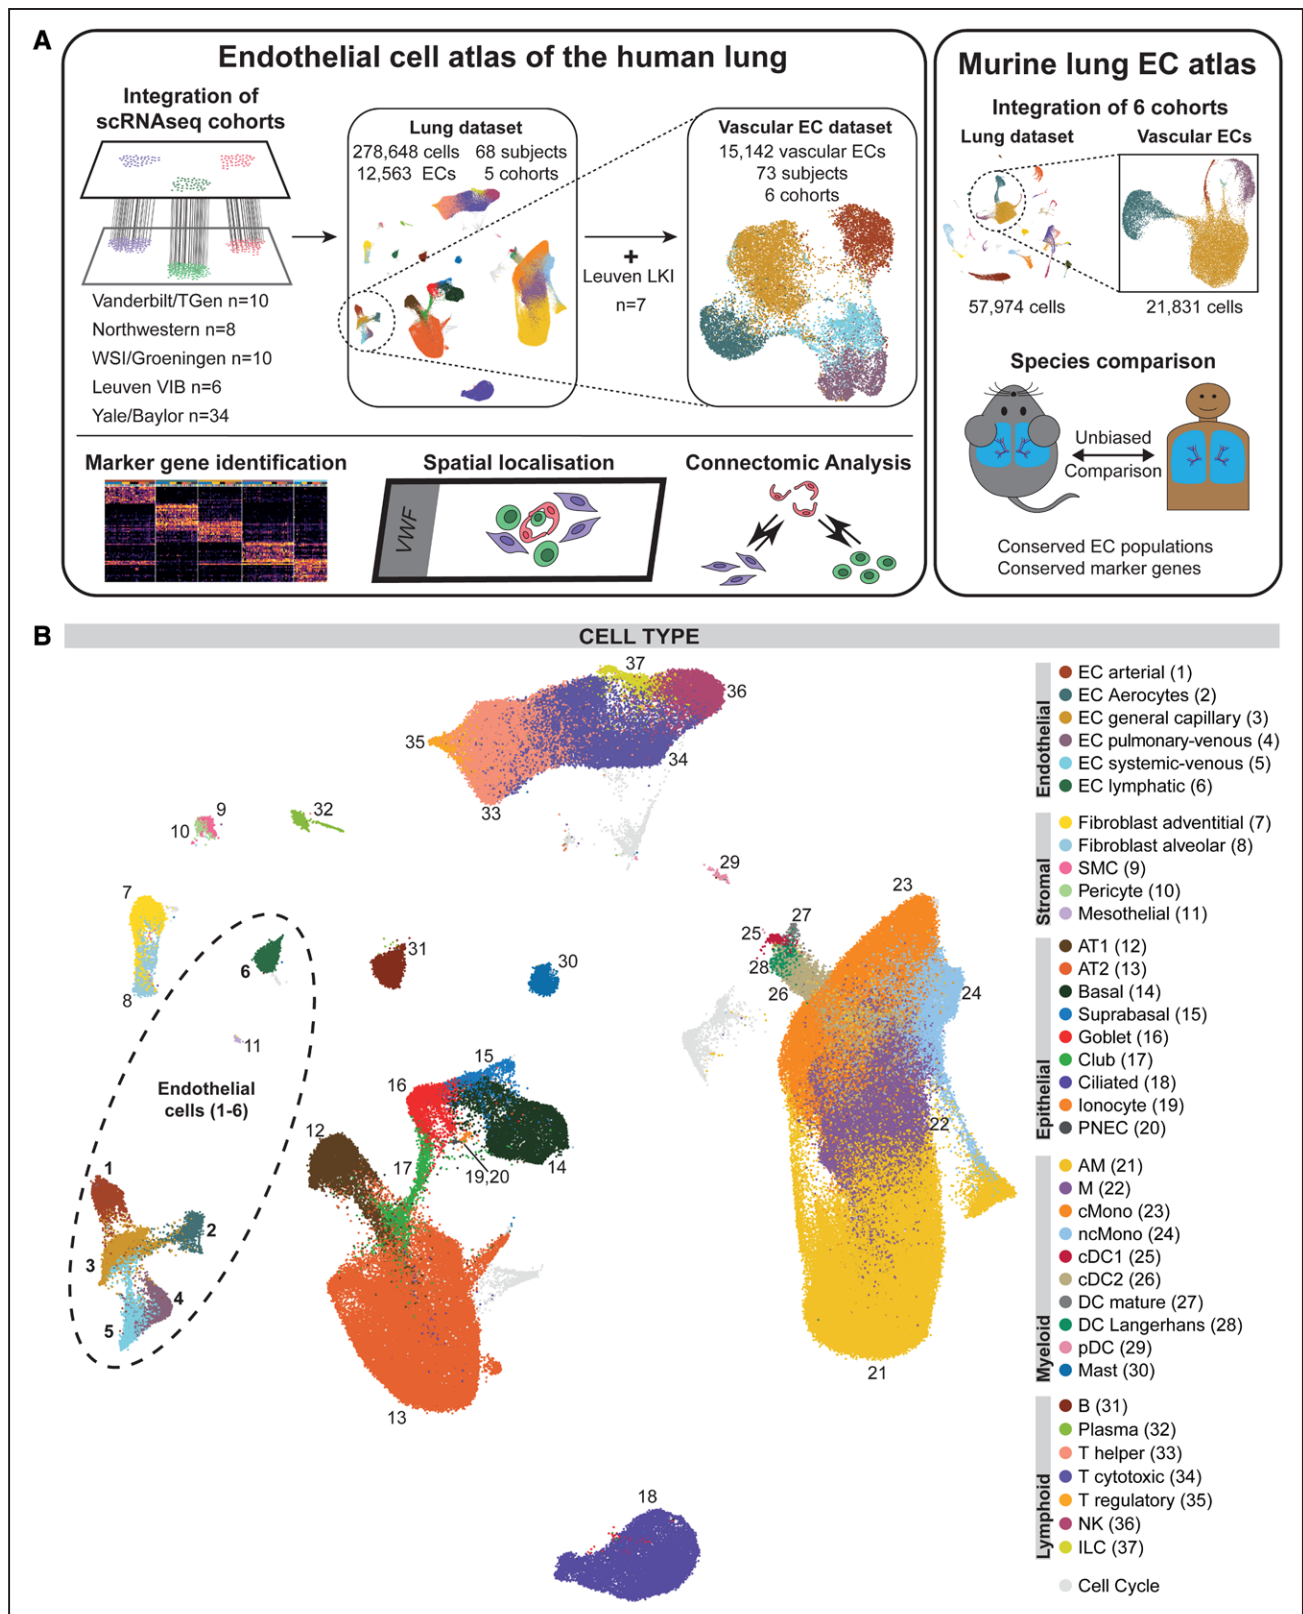 A
Endothelial cell atlas of the human lung
Integration of
scRNAseq cohorts
Vanderbilt/TGen n=10
Northwestern n=8
WSI/Groeningen n=10
Leuven VIB n=6
Yale/Baylor n=34
Lung dataset
278,648 cells 68 subjects
12,563 ECs 5 cohorts
+
Leuven LKI
n=7
Vascular EC dataset
15,142 vascular ECs
73 subjects
6 cohorts
Marker gene identification
Spatial localisation
VWF
Connectomic Analysis
Murine lung EC atlas
Integration of 6 cohorts
Lung dataset
Vascular ECs
57,974 cells
21,831 cells
Species comparison
Unbiased
Comparison
Conserved EC populations
Conserved marker genes
B
CELL TYPE
37
36
35
34
33
9
10
32
29
7
8
6
31
30
11
Endothelial
cells (1-6)
23
27
25
28
26
24
22
21
15
16
12
17
19,20
14
13
1
2
3
4
5
18
Endothelial
EC arterial (1)
EC Aerocytes (2)
EC general capillary (3)
EC pulmonary-venous (4)
EC systemic-venous (5)
EC lymphatic (6)
Stromal
Fibroblast adventitial (7)
Fibroblast alveolar (8)
SMC (9)
Pericyte (10)
Mesothelial (11)
Epithelial
AT1 (12)
AT2 (13)
Basal (14)
Suprabasal (15)
Goblet (16)
Club (17)
Ciliated (18)
Ionocyte (19)
PNEC (20)
Myeloid
AM (21)
M (22)
cMono (23)
ncMono (24)
cDC1 (25)
cDC2 (26)
DC mature (27)
DC Langerhans (28)
pDC (29)
Mast (30)
Lymphoid
B (31)
Plasma (32)
T helper (33)
T cytotoxic (34)
T regulatory (35)
NK (36)
ILC (37)
Cell Cycle